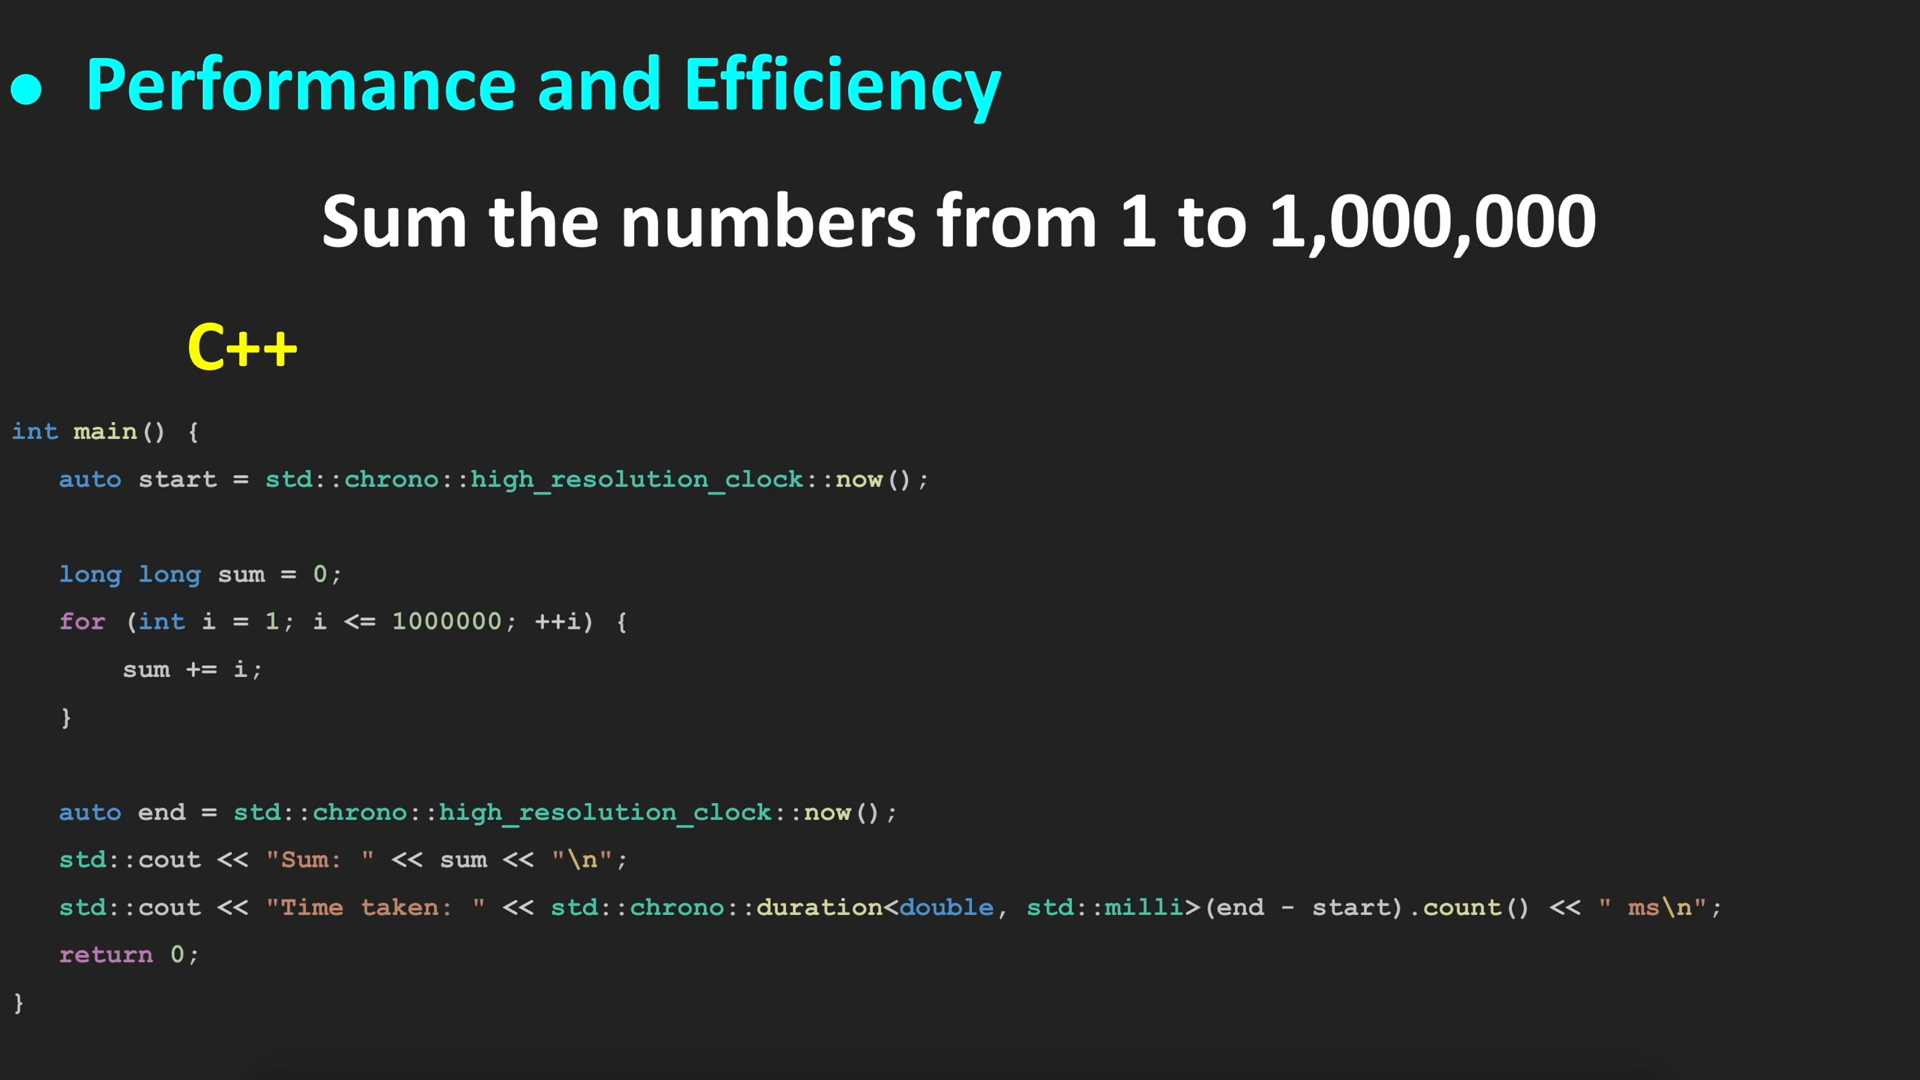 • Performance and Efficiency
Sum the numbers from 1 to 1,000,000
C++
int main() {
auto start = std::chrono::high_resolution_clock::now();
long long sum = 0;
for (int i = 1; i <= 1000000; ++i) {
sum += i;
}
auto end = std::chrono::high_resolution_clock::now();
std::cout << "Sum: " << sum << "\n";
std::cout << "Time taken: " << std::chrono::duration<double, std::milli>(end - start).count() << " ms\n";
return 0;
}